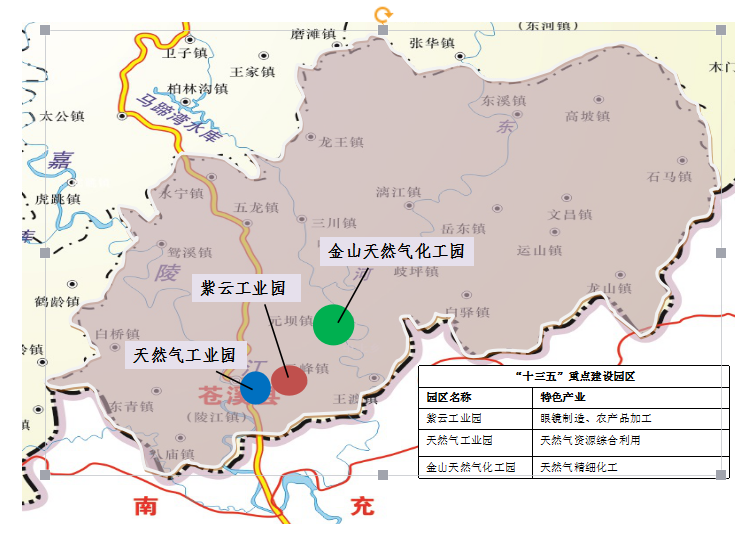 (东河镇)
磨滩镇
张华镇
卫子镇
王家镇
木门
柏林沟镇
马蹄湾水库
东溪镇
太公镇
高坡镇
东
龙王镇
嘉
石马镇
永宁镇
虎跳镇
漓江镇
五龙镇
文昌镇
三川镇
岳东镇
库
鸳溪镇
金山天然气化工园
运山镇
陵
河
岐坪镇
紫云工业园
龙山镇
鹤龄镇
白驿镇
元坝镇
白桥镇
岭镇
天然气工业园
江
峰镇
苍溪县
王渡镇
东青镇
(陵江镇)
镇
八庙镇
南
充
“十三五”重点建设园区
园区名称 特色产业
紫云工业园 眼镜制造、农产品加工
天然气工业园 天然气资源综合利用
金山天然气化工园 天然气精细化工